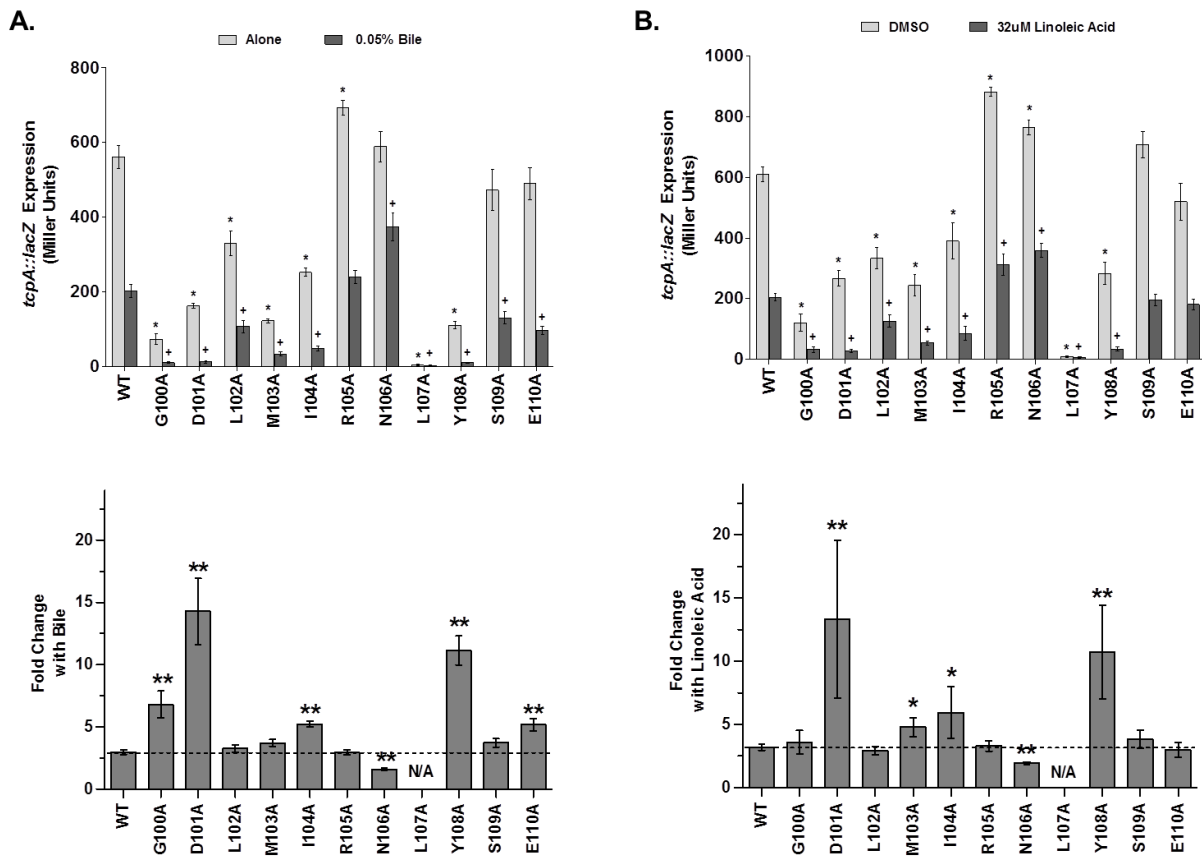 A.
Alone 0.05% Bile
tcpA::lacZ Expression
(Miller Units)
800
600
400
200
0
* + * + * + * + * + * + * + * + + +
WT G100A D101A L102A M103A I104A R105A N106A L107A Y108A S109A E110A
Fold Change
with Bile
20
15
10
5
0
** ** ** ** N/A ** **
WT G100A D101A L102A M103A I104A R105A N106A L107A Y108A S109A E110A
B.
DMSO 32uM Linoleic Acid
tcpA::lacZ Expression
(Miller Units)
1000
800
600
400
200
0
* + * + * + * + * + * + * + * + * +
WT G100A D101A L102A M103A I104A R105A N106A L107A Y108A S109A E110A
Fold Change
with Linoleic Acid
20
15
10
5
0
** * * ** N/A **
WT G100A D101A L102A M103A I104A R105A N106A L107A Y108A S109A E110A